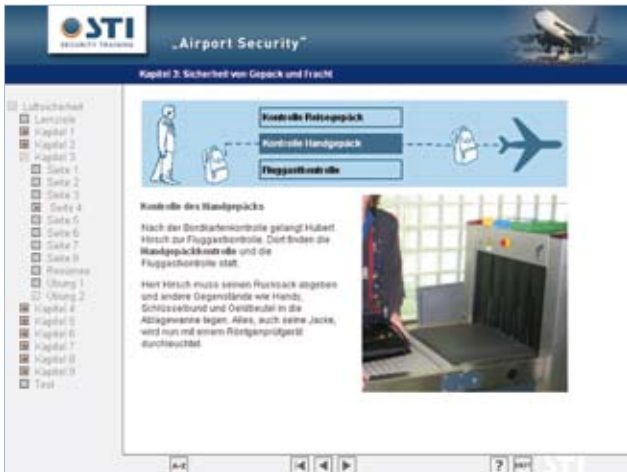 STI
SECURITY TRAINING
„Airport Security“
Kapitel 3: Sicherheit von Gepäck und Fracht
Luftsicherheit
Lernziele
Kapitel 1
Kapitel 2
Kapitel 3
Seite 1
Seite 2
Seite 3
Seite 4
Seite 5
Seite 6
Seite 7
Seite 8
Resümee
Übung 1
Übung 2
Kapitel 4
Kapitel 5
Kapitel 6
Kapitel 7
Kapitel 8
Kapitel 9
Test
Kontrolle Reisegepäck
Kontrolle Handgepäck
Fluggastkontrolle
Kontrolle des Handgepäcks
Nach der Bordkartenkontrolle gelangt Hubert
Hirsch zur Fluggastkontrolle. Dort finden die
Handgepäckkontrolle und die
Fluggastkontrolle statt.
Herr Hirsch muss seinen Rucksack abgeben
und andere Gegenstände wie Handy,
Schlüsselbund und Geldbeutel in die
Ablagewanne legen. Alles, auch seine Jacke,
wird nun mit einem Röntgenprüfgerät
durchleuchtet.
A-Z
?
EXIT
STI